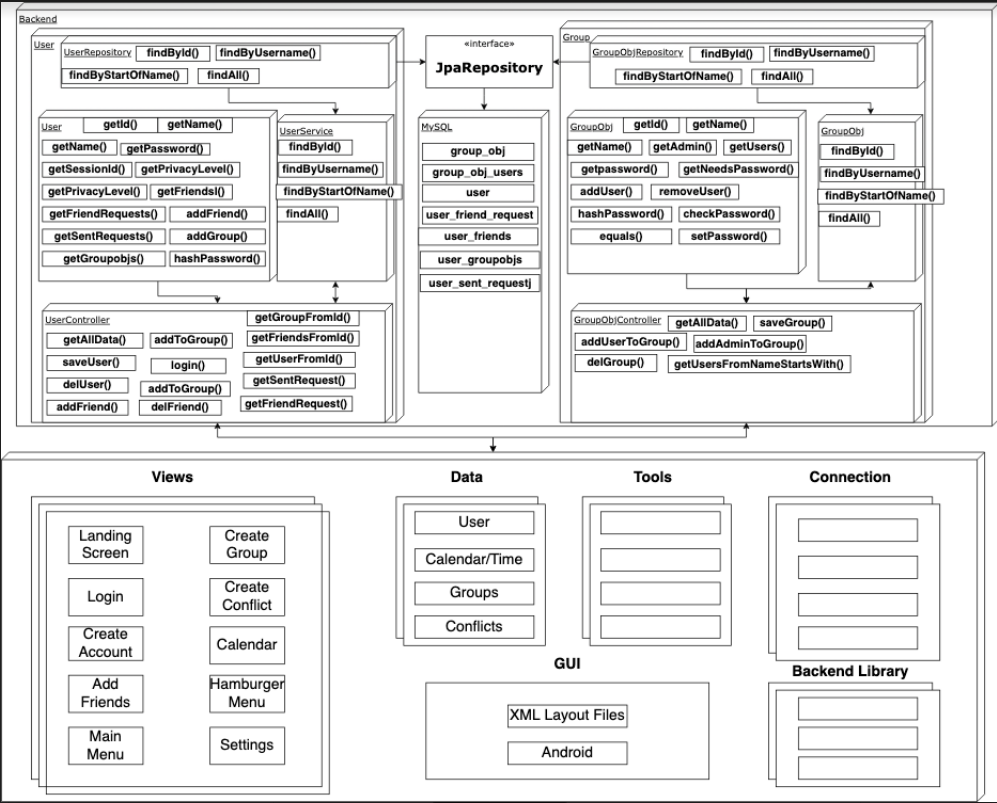 Backend
User
UserRepository findById() findByUsername()
findByStartOfName() findAll()
«interface»
JpaRepository
Group
GroupObjRepository findById() findByUsername()
findByStartOfName() findAll()
User getId() getName()
getName() getPassword()
getSessionId() getPrivacyLevel()
getPrivacyLevel() getFriendsI()
getFriendRequests() addFriend()
getSentRequests() addGroup()
getGroupobjs() hashPassword()
UserService
findById()
findByUsername()
findByStartOfName()
findAll()
MySQL
group_obj
group_obj_users
user
user_friend_request
user_friends
user_groupobjs
user_sent_requestj
GroupObj getId() getName()
getName() getAdmin() getUsers()
getpassword() getNeedsPassword()
addUser() removeUser()
hashPassword() checkPassword()
equals() setPassword()
GroupObj
findById()
findByUsername()
findByStartOfName()
findAll()
UserController getGroupFromId()
getAllData() addToGroup() getFriendsFromId()
saveUser() login() getUserFromId()
delUser() addToGroup() getSentRequest()
addFriend() delFriend() getFriendRequest()
GroupObjController getAllData() saveGroup()
addUserToGroup() addAdminToGroup()
delGroup() getUsersFromNameStartsWith()
Views
Landing
Screen
Create
Group
Login
Create
Conflict
Create
Account
Calendar
Add
Friends
Hamburger
Menu
Main
Menu
Settings
Data
User
Calendar/Time
Groups
Conflicts
Tools
Connection
GUI
XML Layout Files
Android
Backend Library